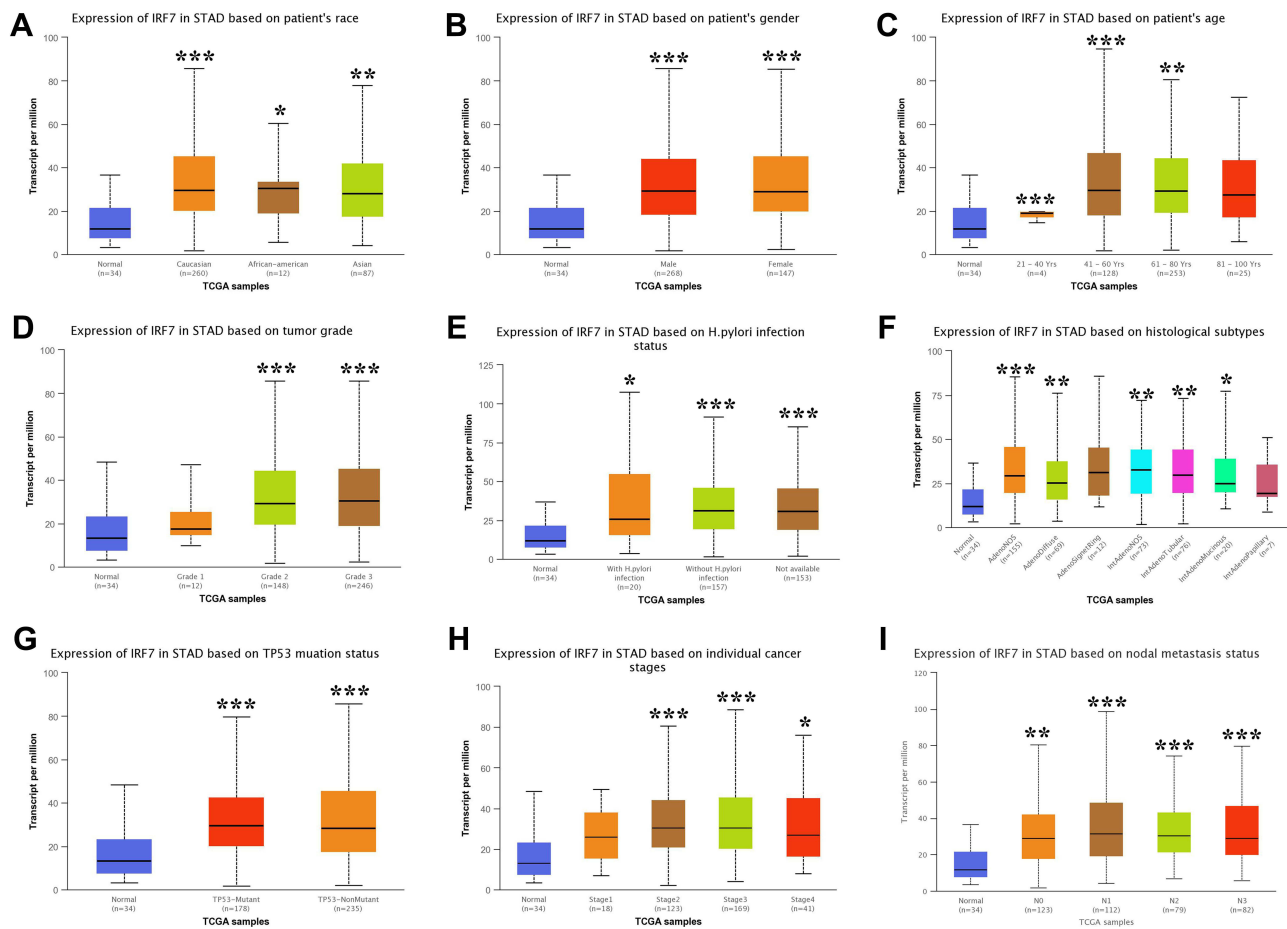 A
Expression of IRF7 in STAD based on patient's race
Transcript per million
100
80
60
40
20
0
***
*
**
Normal
(n=34)
Caucasian
(n=260)
African-american
(n=12)
Asian
(n=87)
TCGA samples
B
Expression of IRF7 in STAD based on patient's gender
Transcript per million
100
80
60
40
20
0
***
***
Normal
(n=34)
Male
(n=268)
Female
(n=147)
TCGA samples
C
Expression of IRF7 in STAD based on patient's age
Transcript per million
100
80
60
40
20
0
***
***
**
Normal
(n=34)
21 - 40 Yrs
(n=4)
41 - 60 Yrs
(n=128)
61 - 80 Yrs
(n=253)
81 - 100 Yrs
(n=25)
TCGA samples
D
Expression of IRF7 in STAD based on tumor grade
Transcript per million
100
80
60
40
20
0
***
***
Normal
(n=34)
Grade 1
(n=12)
Grade 2
(n=148)
Grade 3
(n=246)
TCGA samples
E
Expression of IRF7 in STAD based on H.pylori infection
status
Transcript per million
125
100
75
50
25
0
*
***
***
Normal
(n=34)
With H.pylori
infection
(n=20)
Without H.pylori
infection
(n=157)
Not available
(n=153)
TCGA samples
F
Expression of IRF7 in STAD based on histological subtypes
Transcript per million
100
75
50
25
0
***
**
**
**
*
Normal
(n=34)
AdenoNOS
(n=155)
AdenoDiffuse
(n=69)
AdenoSignetRing
(n=12)
IntAdenoNOS
(n=73)
IntAdenoTubular
(n=76)
IntAdenoMucinous
(n=20)
IntAdenoPapillary
(n=7)
TCGA samples
G
Expression of IRF7 in STAD based on TP53 muation status
Transcript per million
100
80
60
40
20
0
***
***
Normal
(n=34)
TP53-Mutant
(n=178)
TP53-NonMutant
(n=235)
TCGA samples
H
Expression of IRF7 in STAD based on individual cancer
stages
Transcript per million
100
80
60
40
20
0
***
***
*
Normal
(n=34)
Stage1
(n=18)
Stage2
(n=123)
Stage3
(n=169)
Stage4
(n=41)
TCGA samples
I
Expression of IRF7 in STAD based on nodal metastasis status
Transcript per million
120
100
80
60
40
20
0
**
***
***
***
Normal
(n=34)
N0
(n=123)
N1
(n=112)
N2
(n=79)
N3
(n=82)
TCGA samples